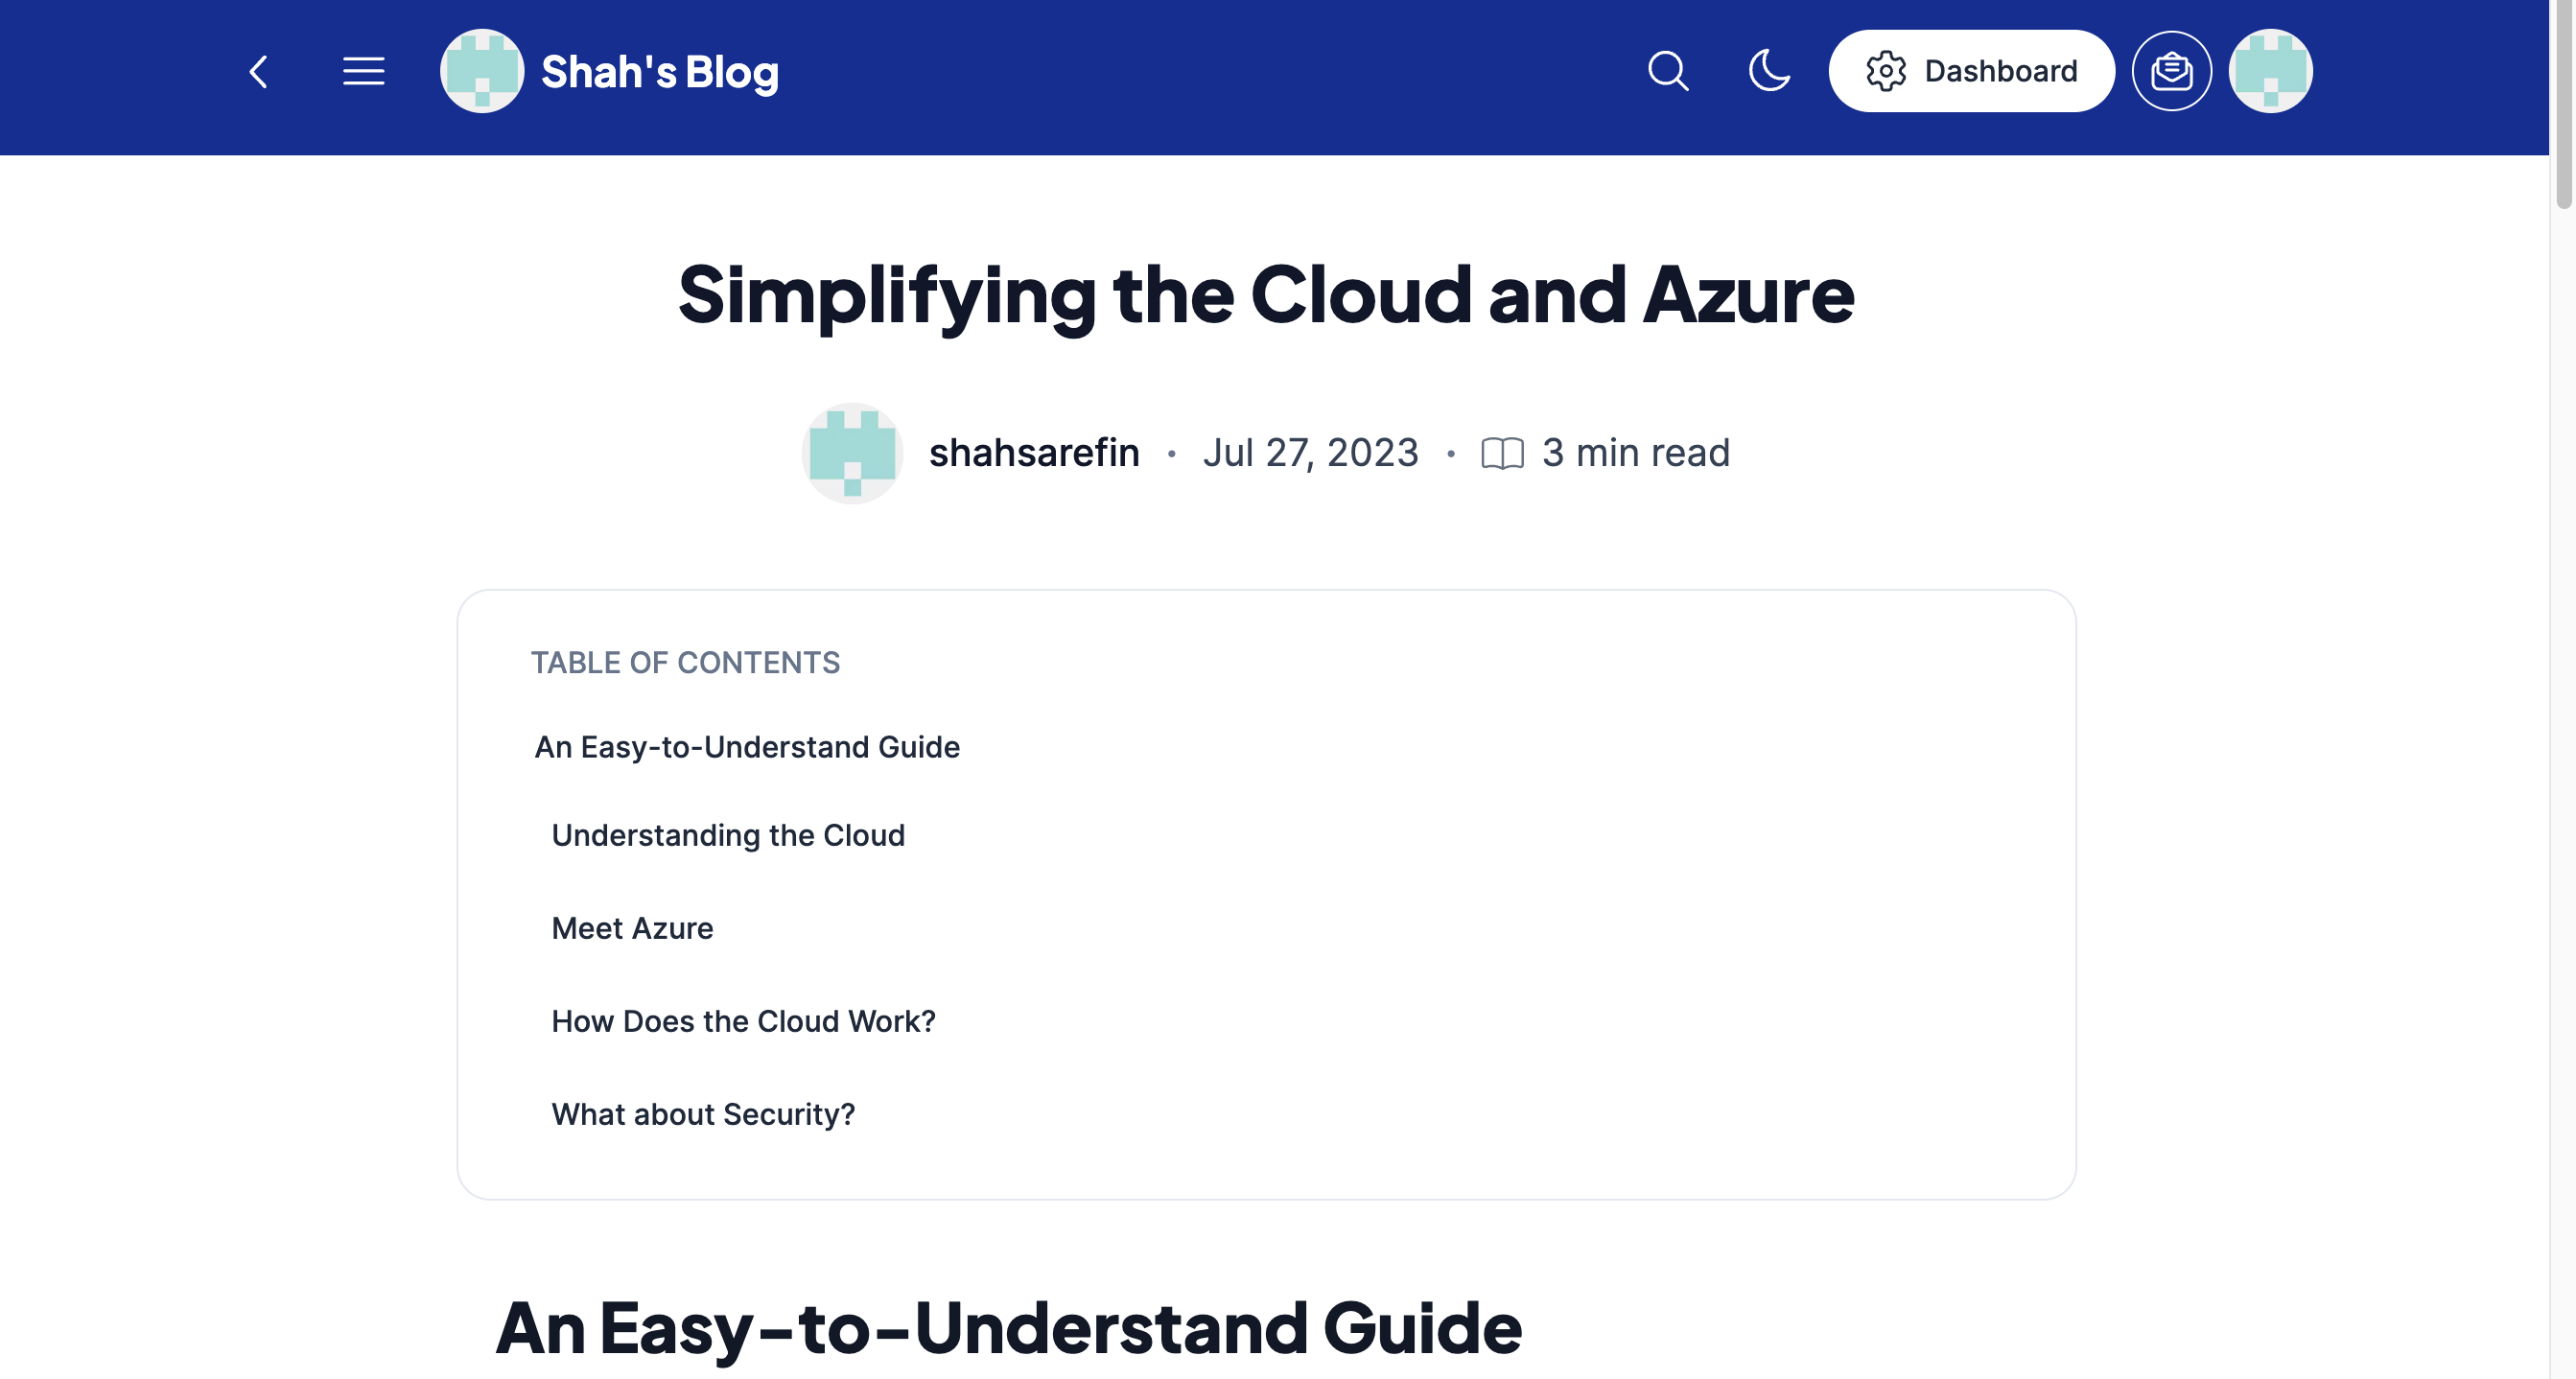 Shah's Blog
Dashboard
Simplifying the Cloud and Azure
shahsarefin · Jul 27, 2023 · 3 min read
TABLE OF CONTENTS
An Easy-to-Understand Guide
Understanding the Cloud
Meet Azure
How Does the Cloud Work?
What about Security?
An Easy-to-Understand Guide